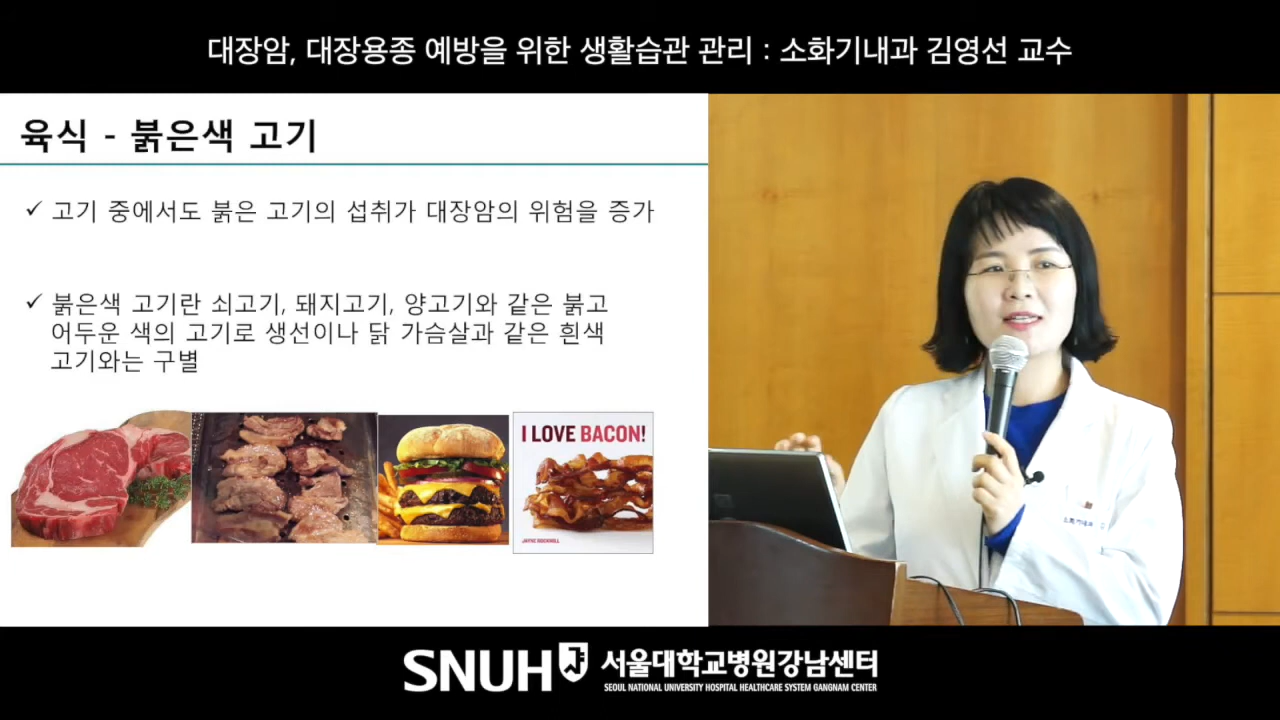 대장암, 대장용종 예방을 위한 생활습관 관리 : 소화기내과 김영선 교수
육식 - 붉은색 고기
✓ 고기 중에서도 붉은 고기의 섭취가 대장암의 위험을 증가
✓ 붉은색 고기란 쇠고기, 돼지고기, 양고기와 같은 붉고
어두운 색의 고기로 생선이나 닭 가슴살과 같은 흰색
고기와는 구별
I LOVE BACON!
JAYNE ROCKMILL
SNUH 서울대학교병원강남센터
SEOUL NATIONAL UNIVERSITY HOSPITAL HEALTHCARE SYSTEM GANGNAM CENTER